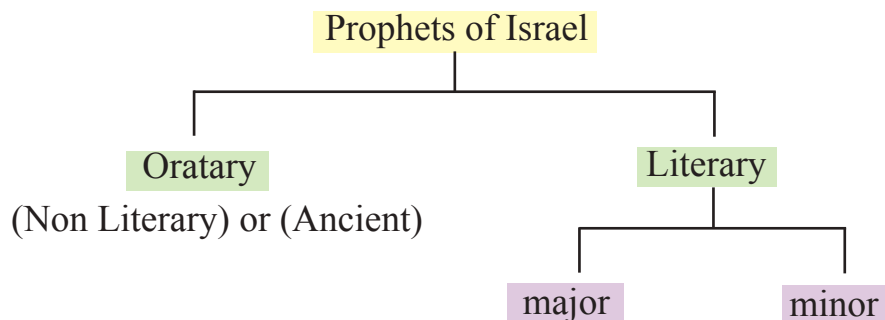 Prophets of Israel
Oratary
Literary
(Non Literary) or (Ancient)
major
minor